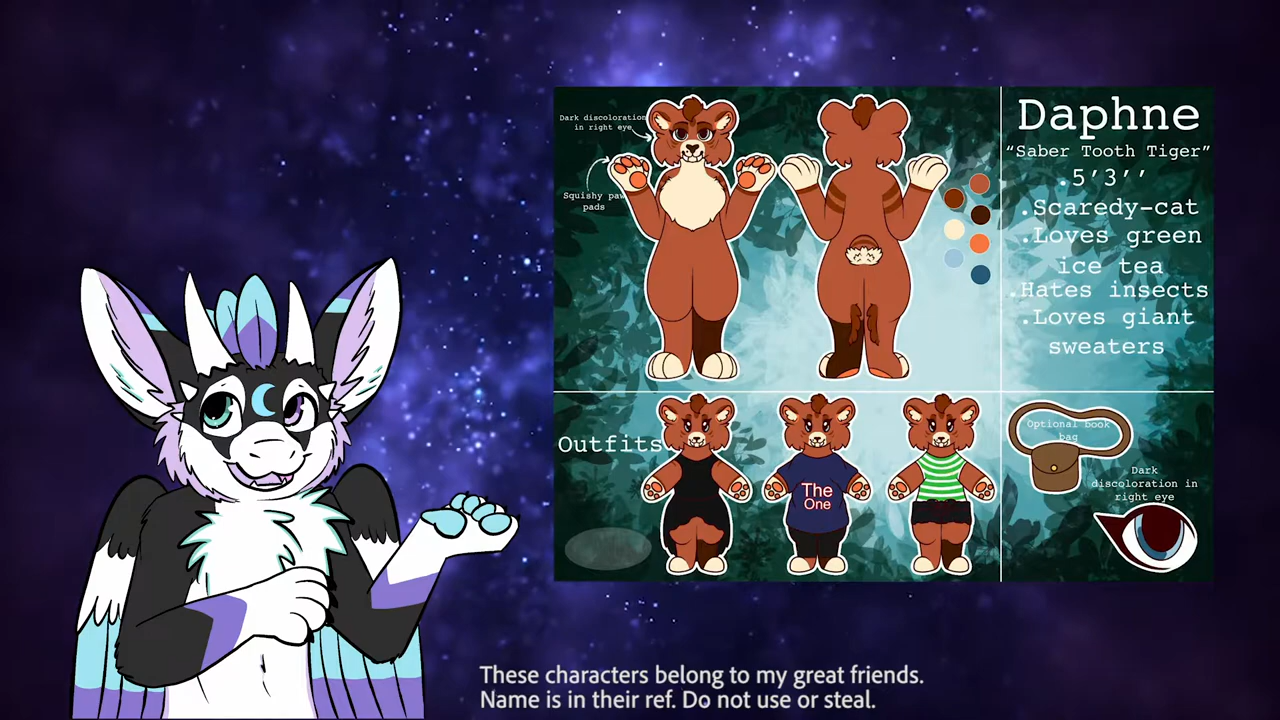 Dark discoloration
in right eye
Squishy paw
pads
Daphne
“Saber Tooth Tiger”
.5’3’’
.Scaredy-cat
.Loves green
ice tea
.Hates insects
.Loves giant
sweaters
Outfits
The
One
Optional book
bag
Dark
discoloration in
right eye
These characters belong to my great friends.
Name is in their ref. Do not use or steal.